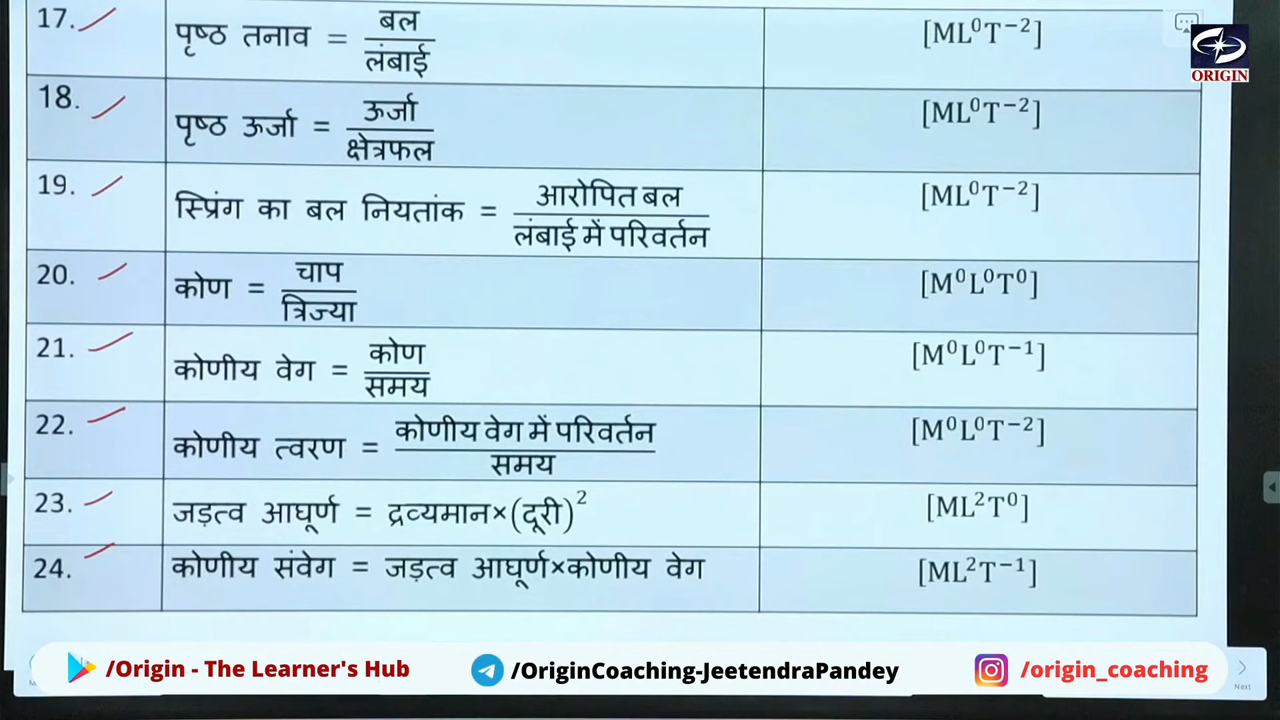 17. पृष्ठ तनाव = बल / लंबाई [ML⁰T⁻²]
ORIGIN
18. पृष्ठ ऊर्जा = ऊर्जा / क्षेत्रफल [ML⁰T⁻²]
19. स्प्रिंग का बल नियतांक = आरोपित बल / लंबाई में परिवर्तन [ML⁰T⁻²]
20. कोण = चाप / त्रिज्या [M⁰L⁰T⁰]
21. कोणीय वेग = कोण / समय [M⁰L⁰T⁻¹]
22. कोणीय त्वरण = कोणीय वेग में परिवर्तन / समय [M⁰L⁰T⁻²]
23. जड़त्व आघूर्ण = द्रव्यमान×(दूरी)² [ML²T⁰]
24. कोणीय संवेग = जड़त्व आघूर्ण×कोणीय वेग [ML²T⁻¹]
/Origin - The Learner's Hub /OriginCoaching-JeetendraPandey /origin_coaching
Next